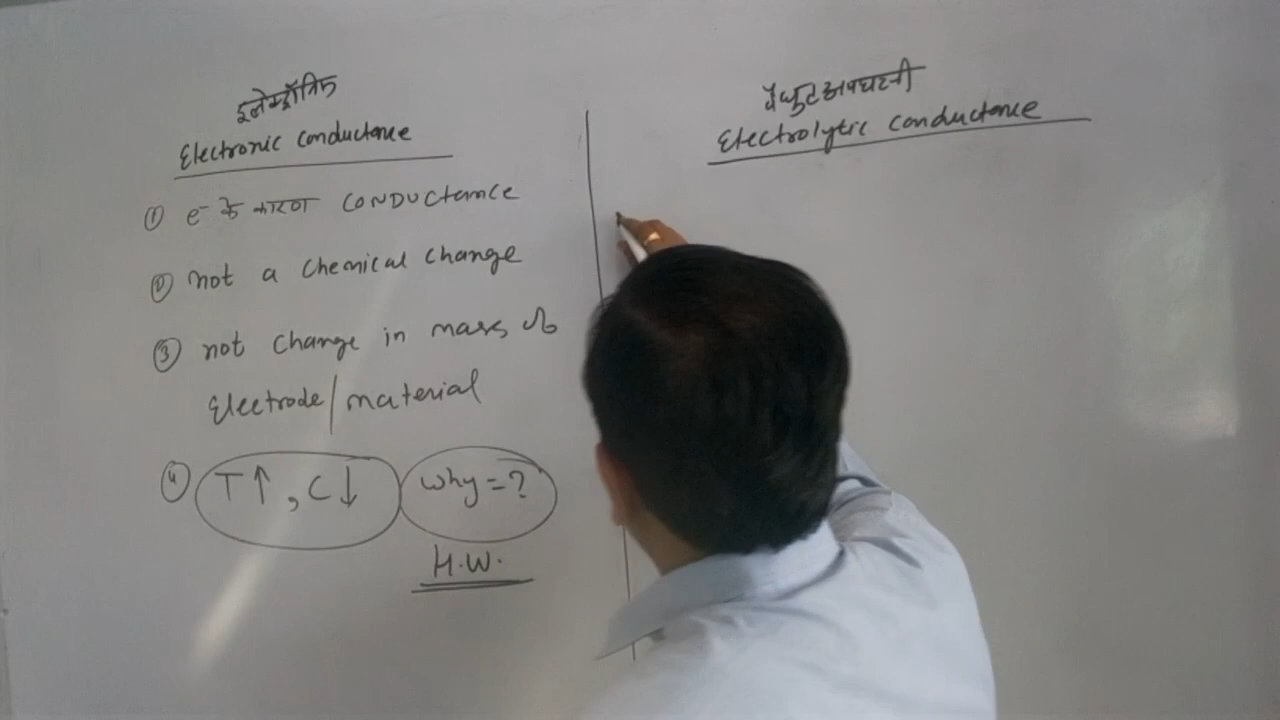 इलेक्ट्रॉनिक
Electronic conductance
① e⁻ के कारण CONDUCtance
② not a chemical change
③ not change in mass of
Electrode/material
④ T↑, C↓ why=?
H.W.
वैधुत अपघटनी
Electrolytic conductance